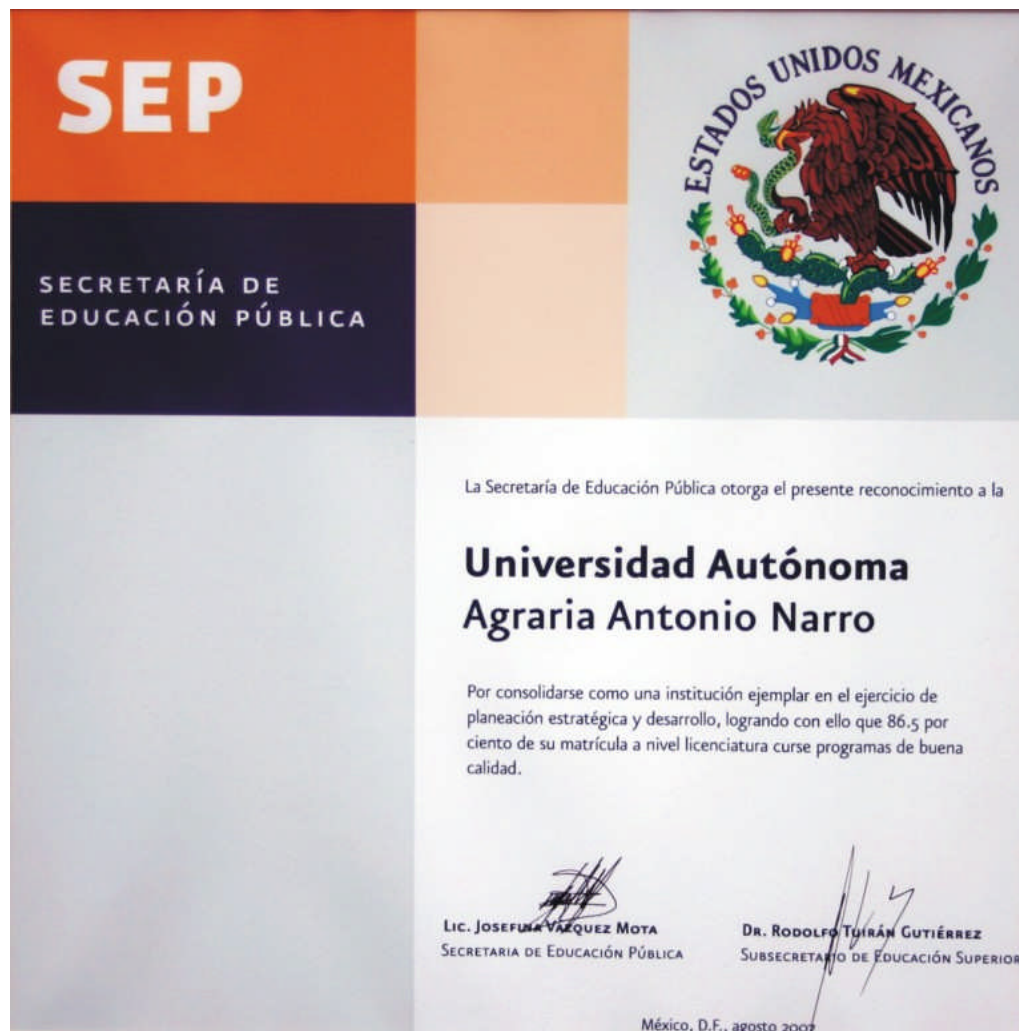 SEP
ESTADOS UNIDOS MEXICANOS
SECRETARÍA DE
EDUCACIÓN PÚBLICA
La Secretaría de Educación Pública otorga el presente reconocimiento a la
Universidad Autónoma
Agraria Antonio Narro
Por consolidarse como una institución ejemplar en el ejercicio de
planeación estratégica y desarrollo, logrando con ello que 86.5 por
ciento de su matrícula a nivel licenciatura curse programas de buena
calidad.
LIC. JOSEFINA VÁZQUEZ MOTA
SECRETARIA DE EDUCACIÓN PÚBLICA
DR. RODOLFO TUIRÁN GUTIÉRREZ
SUBSECRETARIO DE EDUCACIÓN SUPERIOR
México, D.F., agosto 2007